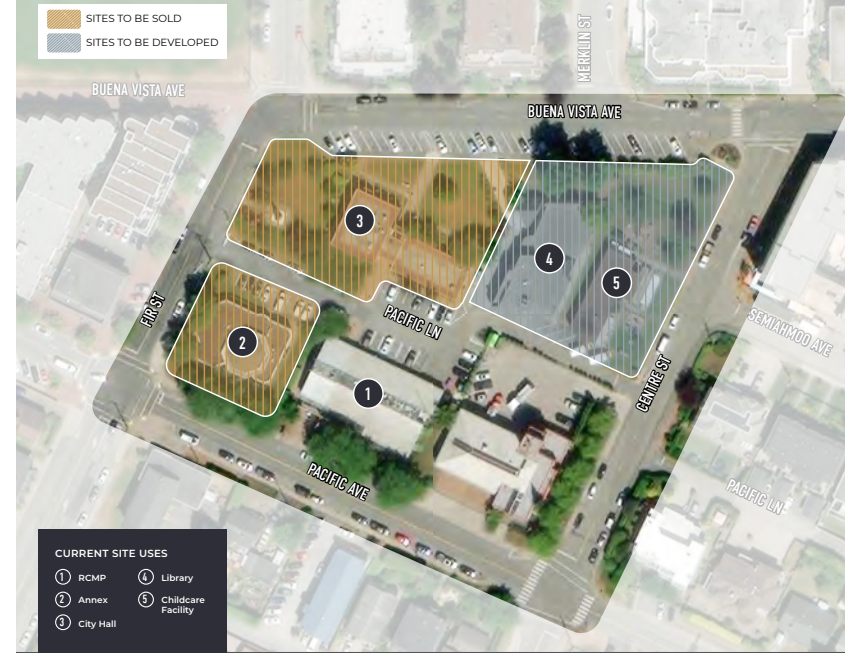 SITES TO BE SOLD
SITES TO BE DEVELOPED
MERKLIN ST
BUENA VISTA AVE
BUENA VISTA AVE
3
4
5
FIR ST
2
PACIFIC LN
SEMIAHMOO AVE
1
CENTRE ST
PACIFIC AVE
PACIFIC LN
CURRENT SITE USES
1 RCMP
2 Annex
3 City Hall
4 Library
5 Childcare
Facility